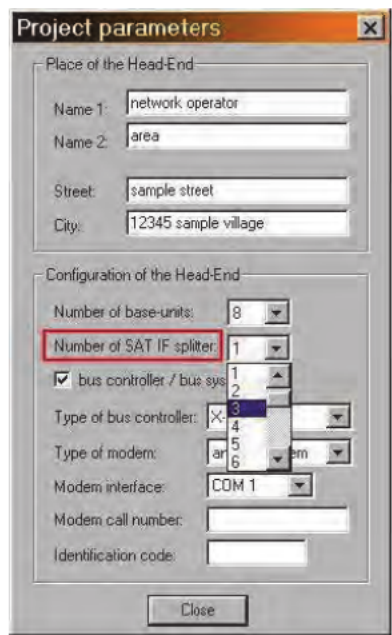 Project parameters
Place of the Head-End
Name 1: network operator
Name 2: area
Street: sample street
City: 12345 sample village
Configuration of the Head-End
Number of base-units: 8
Number of SAT IF splitter: 1
1
2
3
4
5
6
bus controller / bus sys
Type of bus controller: X-
Type of modem: an em
Modem interface: COM 1
Modem call number:
Identification code:
Close